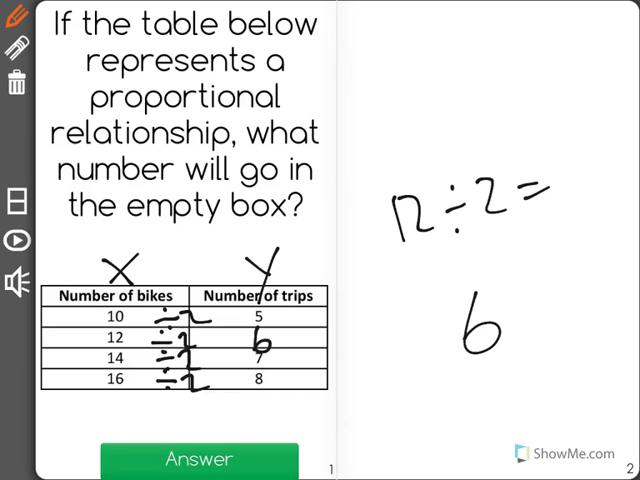 If the table below
represents a
proportional
relationship, what
number will go in
the empty box?
X Y
Number of bikes Number of trips
10 ÷2 5
12 ÷2 6
14 ÷2 7
16 ÷2 8
Answer
1
12÷2=
6
ShowMe.com
2